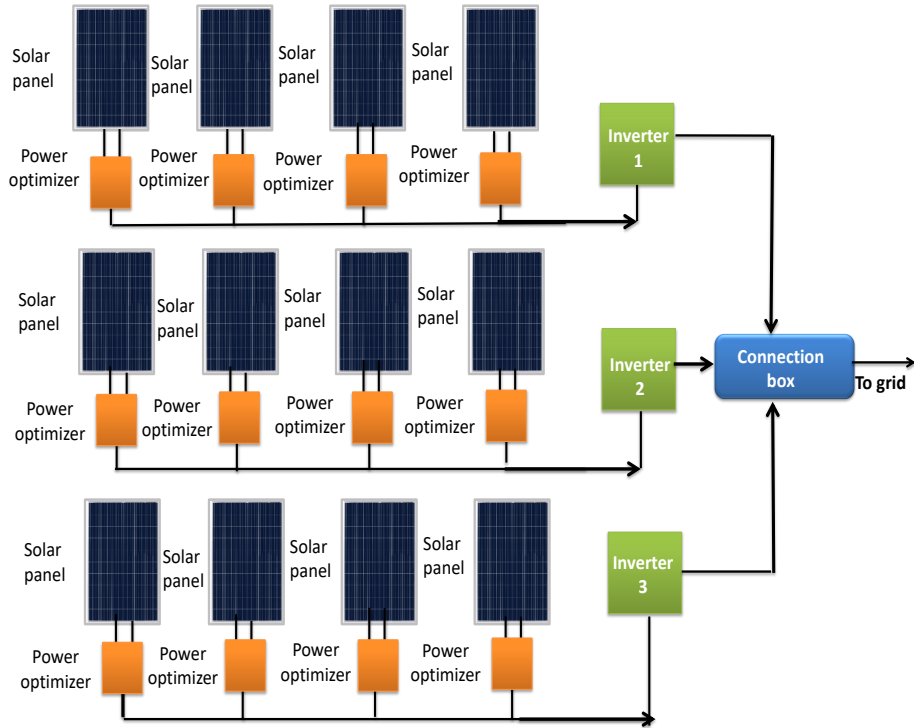 Solar
panel
Solar
panel
Solar
panel
Solar
panel
Power
optimizer
Power
optimizer
Power
optimizer
Power
optimizer
Inverter
1
Solar
panel
Solar
panel
Solar
panel
Solar
panel
Power
optimizer
Power
optimizer
Power
optimizer
Power
optimizer
Inverter
2
Connection
box
To grid
Solar
panel
Solar
panel
Solar
panel
Solar
panel
Power
optimizer
Power
optimizer
Power
optimizer
Power
optimizer
Inverter
3